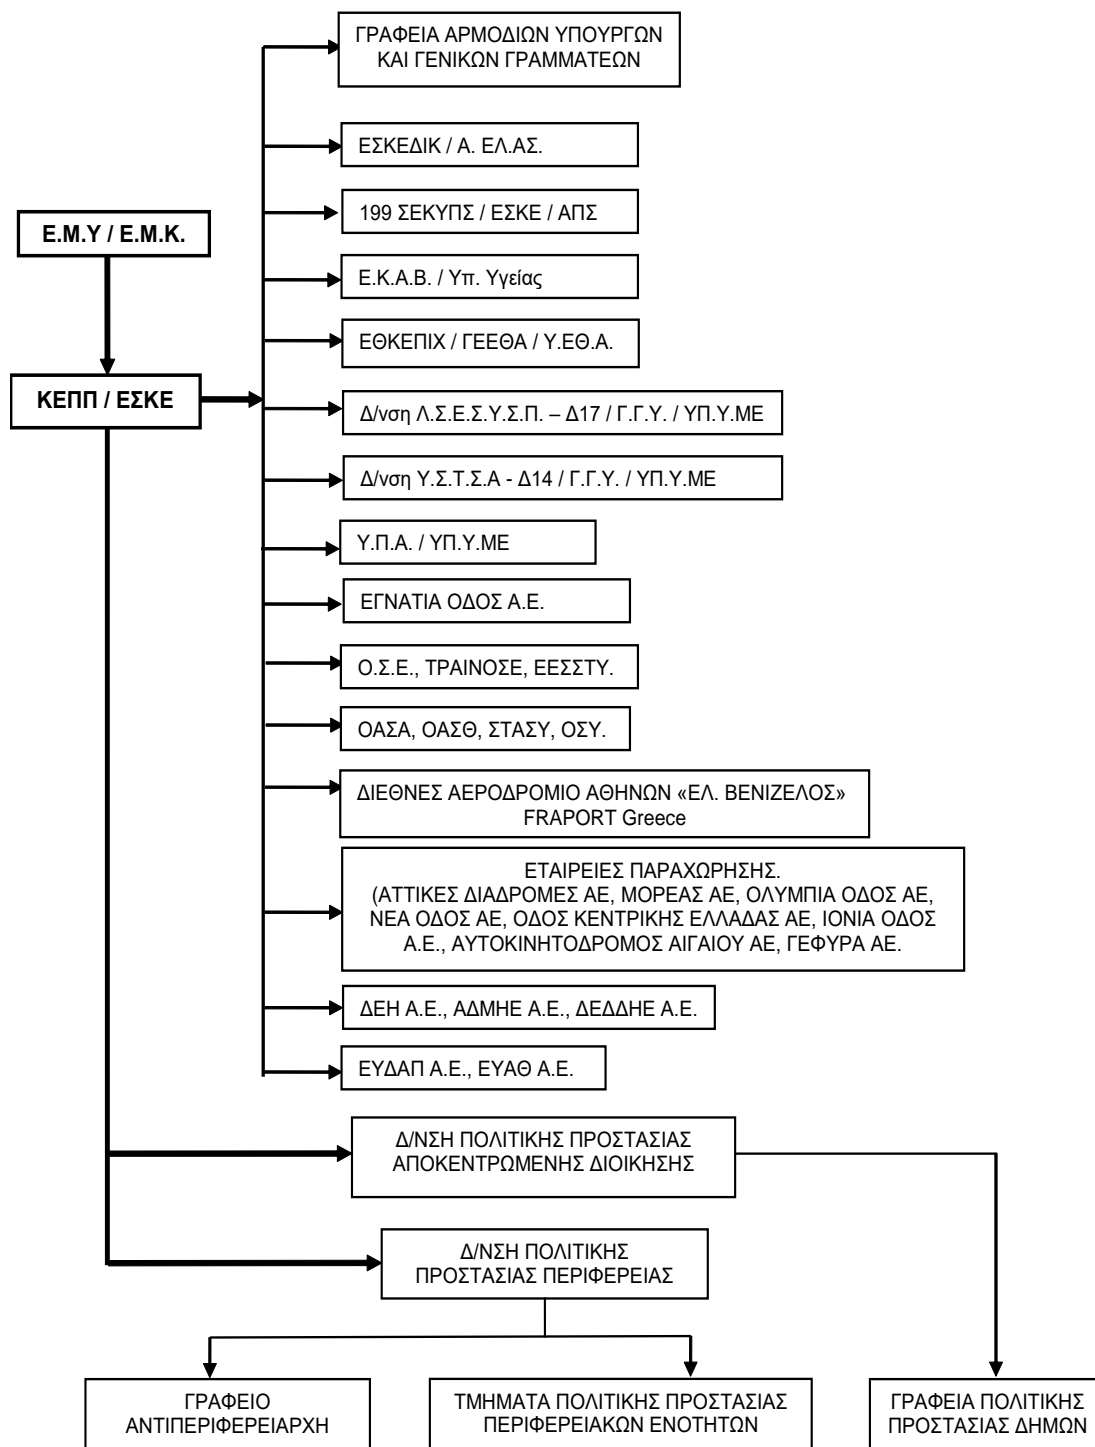 ΓΡΑΦΕΙΑ ΑΡΜΟΔΙΩΝ ΥΠΟΥΡΓΩΝ
ΚΑΙ ΓΕΝΙΚΩΝ ΓΡΑΜΜΑΤΕΩΝ
ΕΣΚΕΔΙΚ / Α. ΕΛ.ΑΣ.
199 ΣΕΚΥΠΣ / ΕΣΚΕ / ΑΠΣ
Ε.Μ.Υ / Ε.Μ.Κ.
Ε.Κ.Α.Β. / Υπ. Υγείας
ΕΘΚΕΠΙΧ / ΓΕΕΘΑ / Υ.ΕΘ.Α.
ΚΕΠΠ / ΕΣΚΕ
Δ/νση Λ.Σ.Ε.Σ.Υ.Σ.Π. – Δ17 / Γ.Γ.Υ. / ΥΠ.Υ.ΜΕ
Δ/νση Υ.Σ.Τ.Σ.Α - Δ14 / Γ.Γ.Υ. / ΥΠ.Υ.ΜΕ
Υ.Π.Α. / ΥΠ.Υ.ΜΕ
ΕΓΝΑΤΙΑ ΟΔΟΣ Α.Ε.
Ο.Σ.Ε., ΤΡΑΙΝΟΣΕ, ΕΕΣΣΤΥ.
ΟΑΣΑ, ΟΑΣΘ, ΣΤΑΣΥ, ΟΣΥ.
ΔΙΕΘΝΕΣ ΑΕΡΟΔΡΟΜΙΟ ΑΘΗΝΩΝ «ΕΛ. ΒΕΝΙΖΕΛΟΣ»
FRAPORT Greece
ΕΤΑΙΡΕΙΕΣ ΠΑΡΑΧΩΡΗΣΗΣ.
(ΑΤΤΙΚΕΣ ΔΙΑΔΡΟΜΕΣ ΑΕ, ΜΟΡΕΑΣ ΑΕ, ΟΛΥΜΠΙΑ ΟΔΟΣ ΑΕ,
ΝΕΑ ΟΔΟΣ ΑΕ, ΟΔΟΣ ΚΕΝΤΡΙΚΗΣ ΕΛΛΑΔΑΣ ΑΕ, ΙΟΝΙΑ ΟΔΟΣ
Α.Ε., ΑΥΤΟΚΙΝΗΤΟΔΡΟΜΟΣ ΑΙΓΑΙΟΥ ΑΕ, ΓΕΦΥΡΑ ΑΕ.
ΔΕΗ Α.Ε., ΑΔΜΗΕ Α.Ε., ΔΕΔΔΗΕ Α.Ε.
ΕΥΔΑΠ Α.Ε., ΕΥΑΘ Α.Ε.
Δ/ΝΣΗ ΠΟΛΙΤΙΚΗΣ ΠΡΟΣΤΑΣΙΑΣ
ΑΠΟΚΕΝΤΡΩΜΕΝΗΣ ΔΙΟΙΚΗΣΗΣ
Δ/ΝΣΗ ΠΟΛΙΤΙΚΗΣ
ΠΡΟΣΤΑΣΙΑΣ ΠΕΡΙΦΕΡΕΙΑΣ
ΓΡΑΦΕΙΟ
ΑΝΤΙΠΕΡΙΦΕΡΕΙΑΡΧΗ
ΤΜΗΜΑΤΑ ΠΟΛΙΤΙΚΗΣ ΠΡΟΣΤΑΣΙΑΣ
ΠΕΡΙΦΕΡΕΙΑΚΩΝ ΕΝΟΤΗΤΩΝ
ΓΡΑΦΕΙΑ ΠΟΛΙΤΙΚΗΣ
ΠΡΟΣΤΑΣΙΑΣ ΔΗΜΩΝ